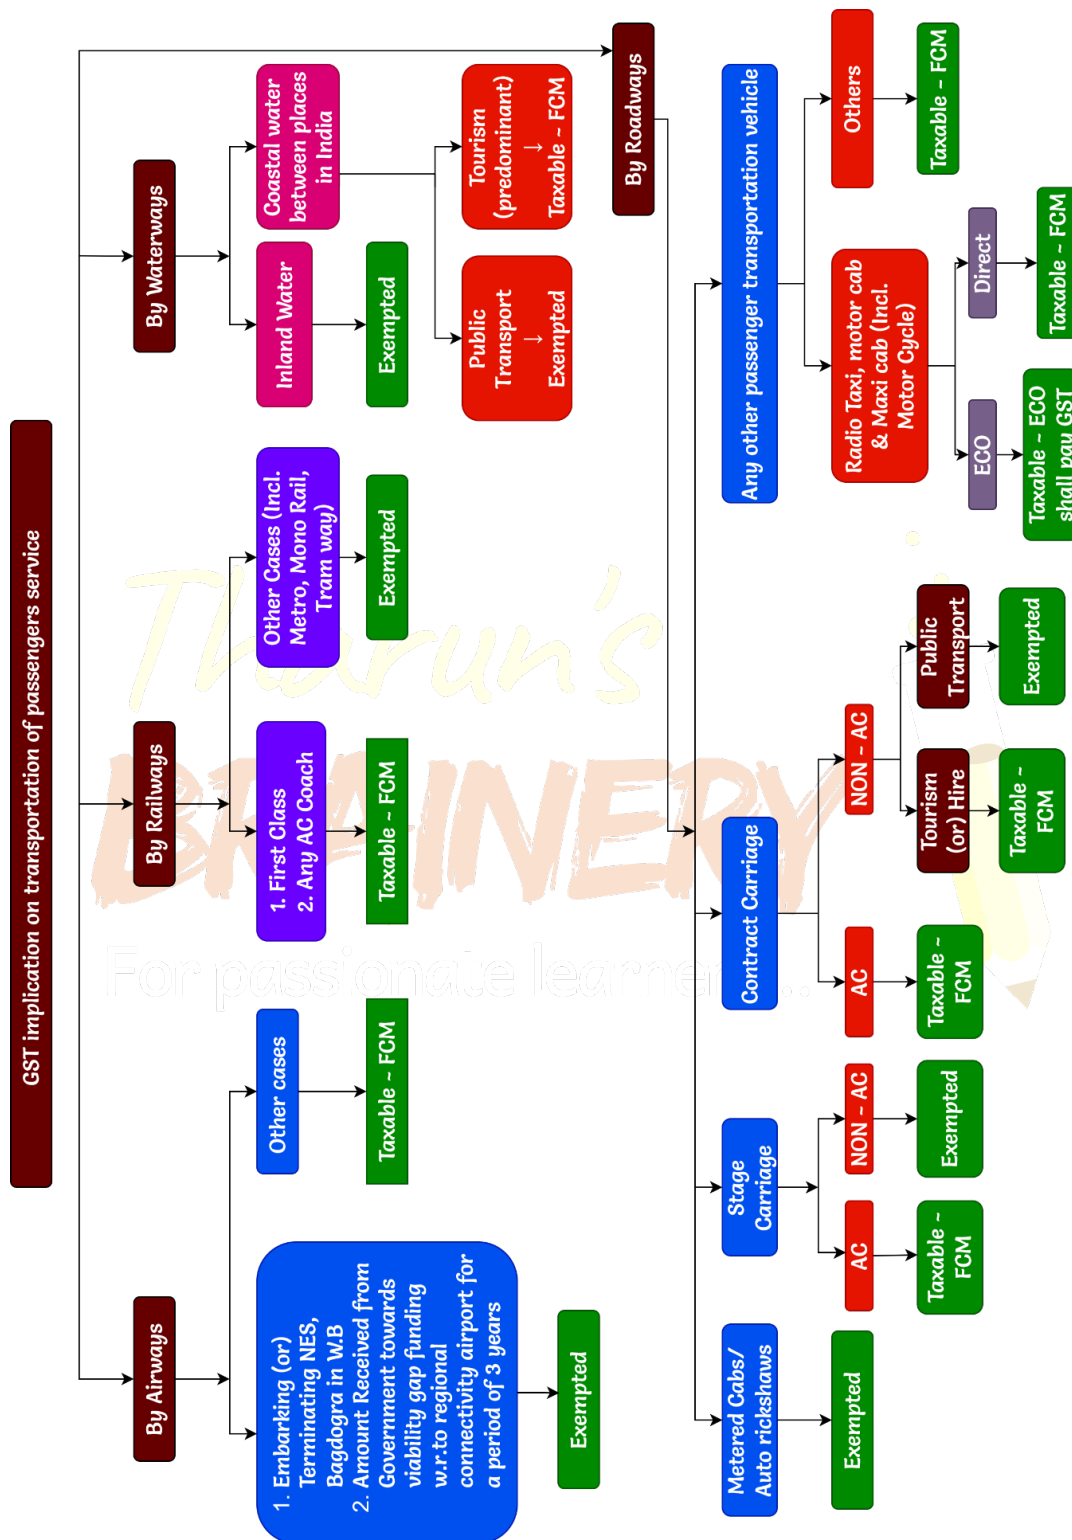 GST implication on transportation of passengers service
By Airways
1. Embarking (or)
Terminating NES,
Bagdogra in W.B
2. Amount Received from
Government towards
viability gap funding
w.r.to regional
connectivity airport for
a period of 3 years
Exempted
Other cases
Taxable ~ FCM
By Railways
1. First Class
2. Any AC Coach
Taxable ~ FCM
Other Cases (Incl.
Metro, Mono Rail,
Tram way)
Exempted
By Waterways
Inland Water
Exempted
Coastal water
between places
in India
Public
Transport
↓
Exempted
Tourism
(predominant)
↓
Taxable ~ FCM
By Roadways
Metered Cabs/
Auto rickshaws
Exempted
Stage
Carriage
AC
Taxable ~
FCM
NON ~ AC
Exempted
Contract Carriage
AC
Taxable ~
FCM
NON ~ AC
Tourism
(or) Hire
Taxable ~
FCM
Public
Transport
Exempted
Any other passenger transportation vehicle
Radio Taxi, motor cab
& Maxi cab (Incl.
Motor Cycle)
ECO
Taxable ~ ECO
shall pay GST
Direct
Taxable ~ FCM
Others
Taxable ~ FCM
Tharun's
BRAINERY
For passionate learners...